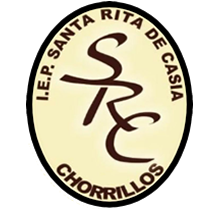 I.E.P. SANTA RITA DE CASIA
SRC
CHORRILLOS